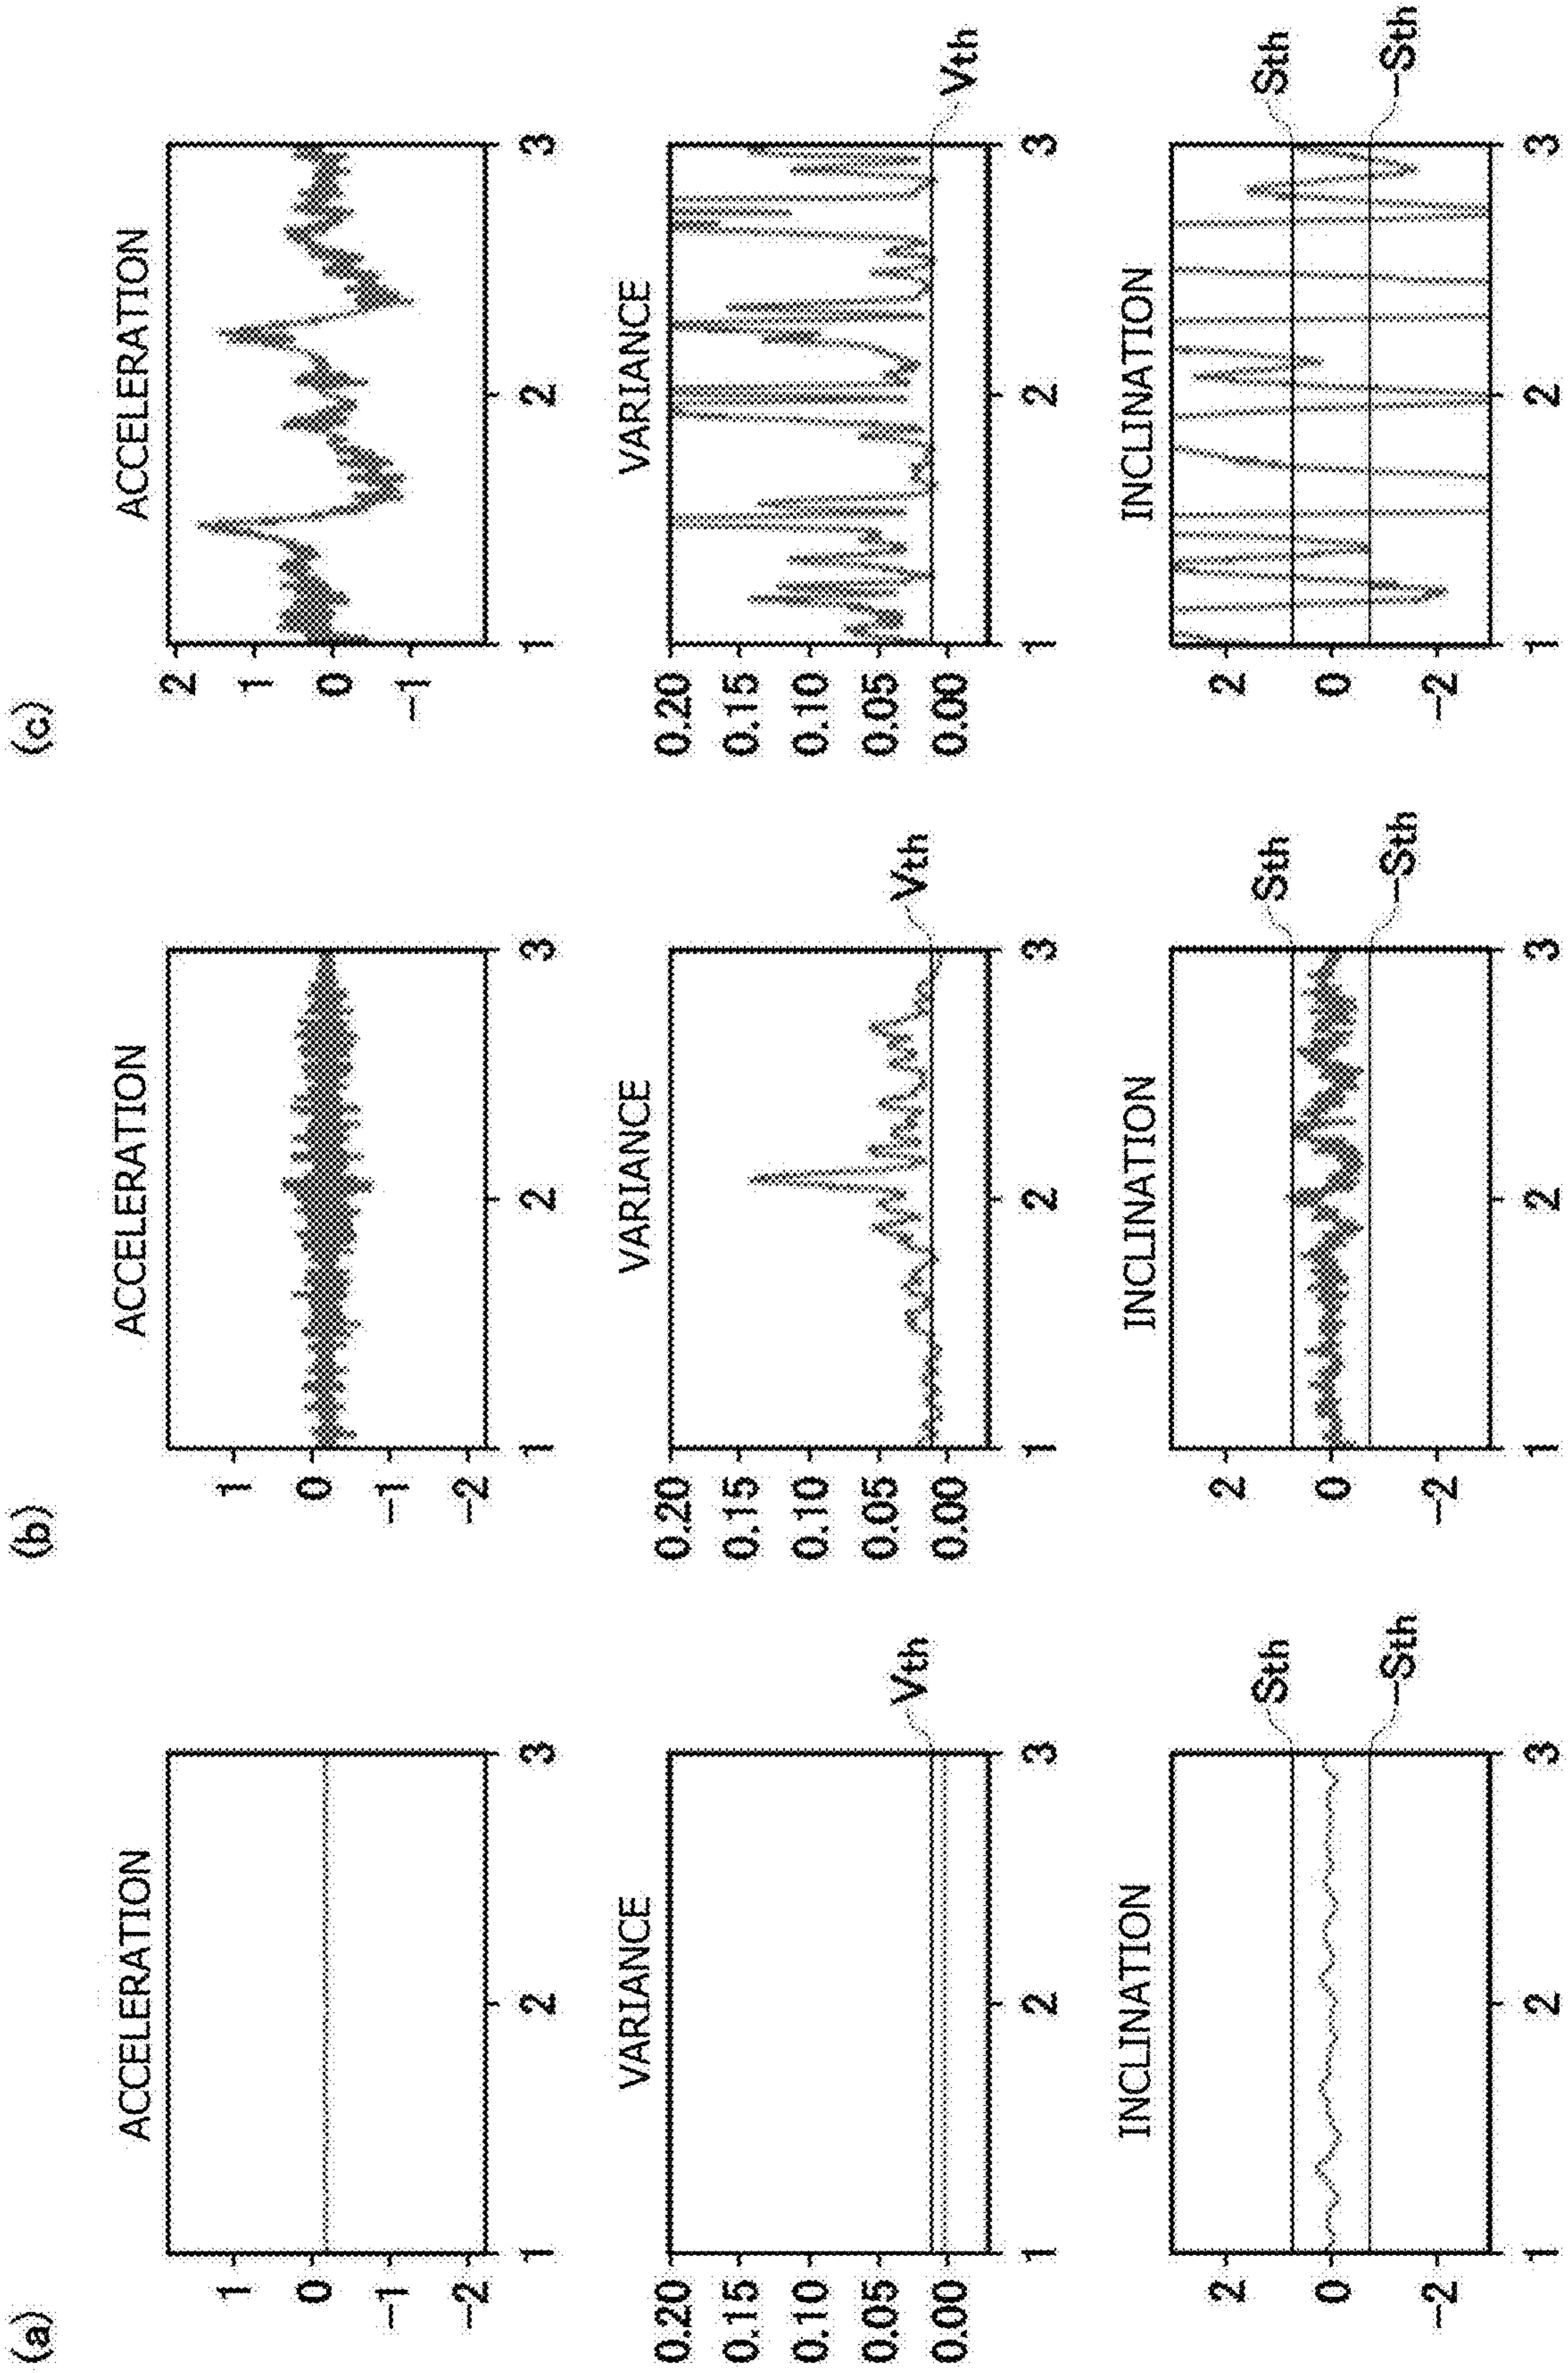 (a)
ACCELERATION
1
0
−1
−2
1 2 3
VARIANCE
0.20
0.15
0.10
0.05
0.00
1 2 3
Vth
INCLINATION
2
0
−2
1 2 3
Sth
−Sth
(b)
ACCELERATION
1
0
−1
−2
1 2 3
VARIANCE
0.20
0.15
0.10
0.05
0.00
1 2 3
Vth
INCLINATION
2
0
−2
1 2 3
Sth
−Sth
(c)
ACCELERATION
2
1
0
−1
1 2 3
VARIANCE
0.20
0.15
0.10
0.05
0.00
1 2 3
Vth
INCLINATION
2
0
−2
1 2 3
Sth
−Sth